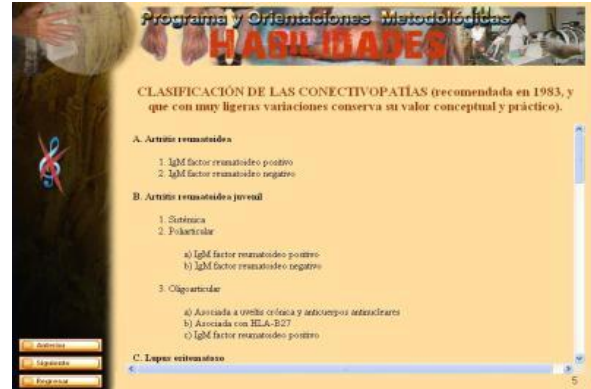 Programa y Orientaciones Metodológicas
HABILIDADES
CLASIFICACIÓN DE LAS CONECTIVOPATÍAS (recomendada en 1983, y
que con muy ligeras variaciones conserva su valor conceptual y práctico).
A. Artritis reumatoidea
1. IgM factor reumatoideo positivo
2. IgM factor reumatoideo negativo
B. Artritis reumatoidea juvenil
1. Sistémica
2. Poliarticular
a) IgM factor reumatoideo positivo
b) IgM factor reumatoideo negativo
3. Oligoarticular
a) Asociada a uveítis crónica y anticuerpos antinucleares
b) Asociada con HLA-B27
c) IgM factor reumatoideo positivo
C. Lupus eritematoso
Anterior
Siguiente
Regresar
5